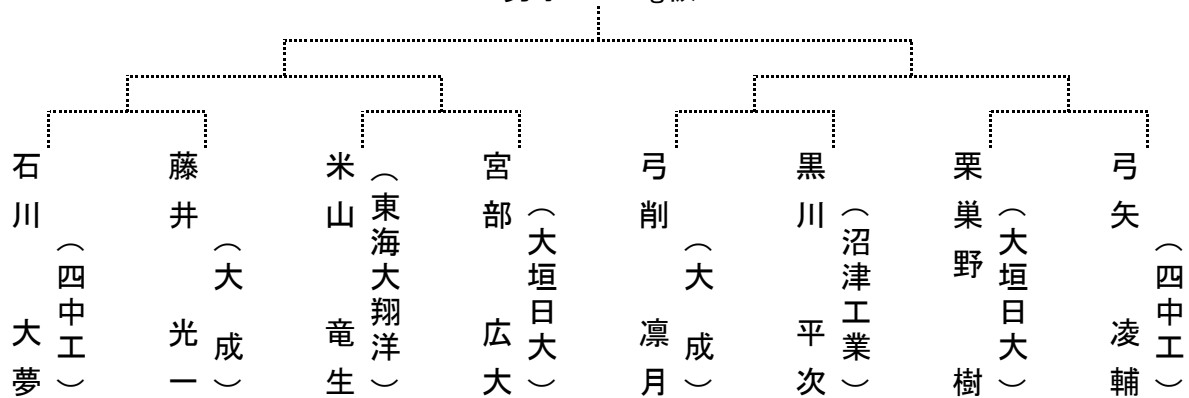 石川 大夢
（四中工）
藤井 光一
（大成）
米山 竜生
（東海大翔洋）
宮部 広大
（大垣日大）
弓削 凛月
（大成）
黒川 平次
（沼津工業）
栗巣野 樹
（大垣日大）
弓矢 凌輔
（四中工）